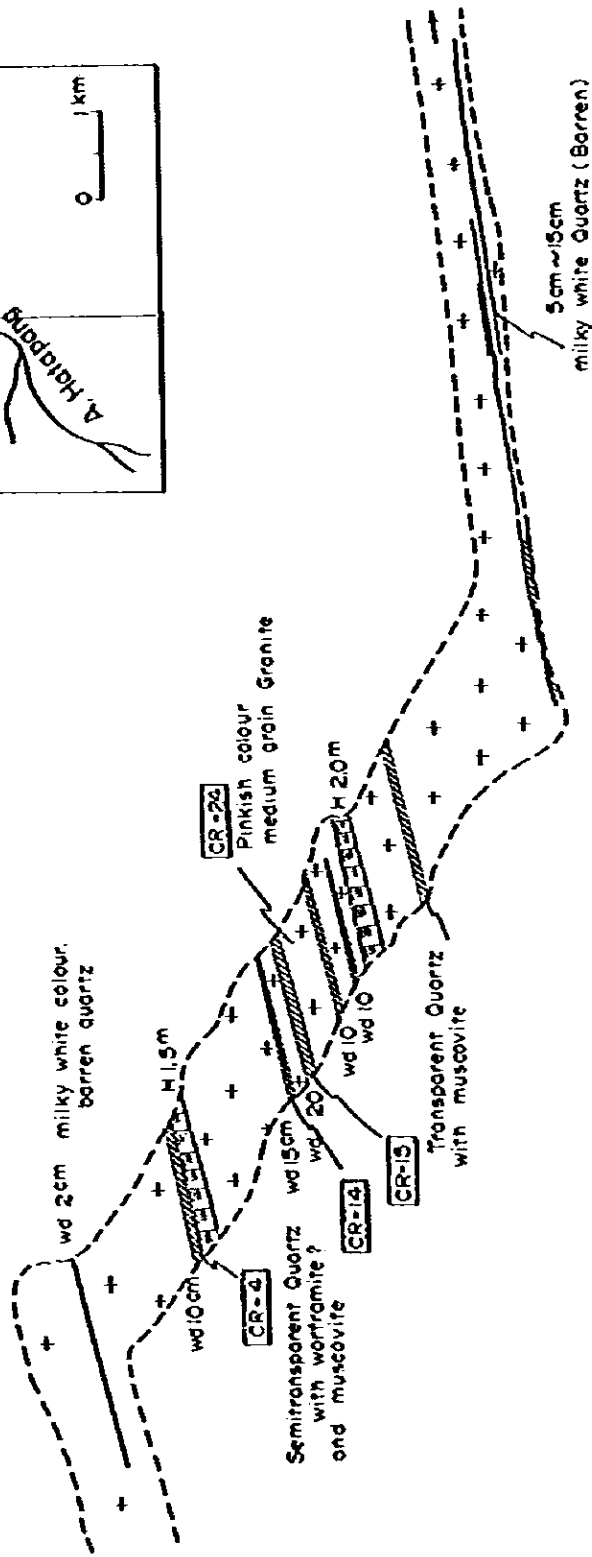 0 1 km
A. Hatapang
wd 2cm milky white colour.
barren quartz
H 1.5m
wd 10cm
CR-4
Semitransparent Quartz
with worframite?
and muscovite
CR-24
Pinkish colour
medium grain Granite
wd 15cm
wd 20
CR-14
CR-15
wd 10
wd 10
H 2.0m
Transparent Quartz
with muscovite
5cm~15cm
milky white Quartz (Barren)